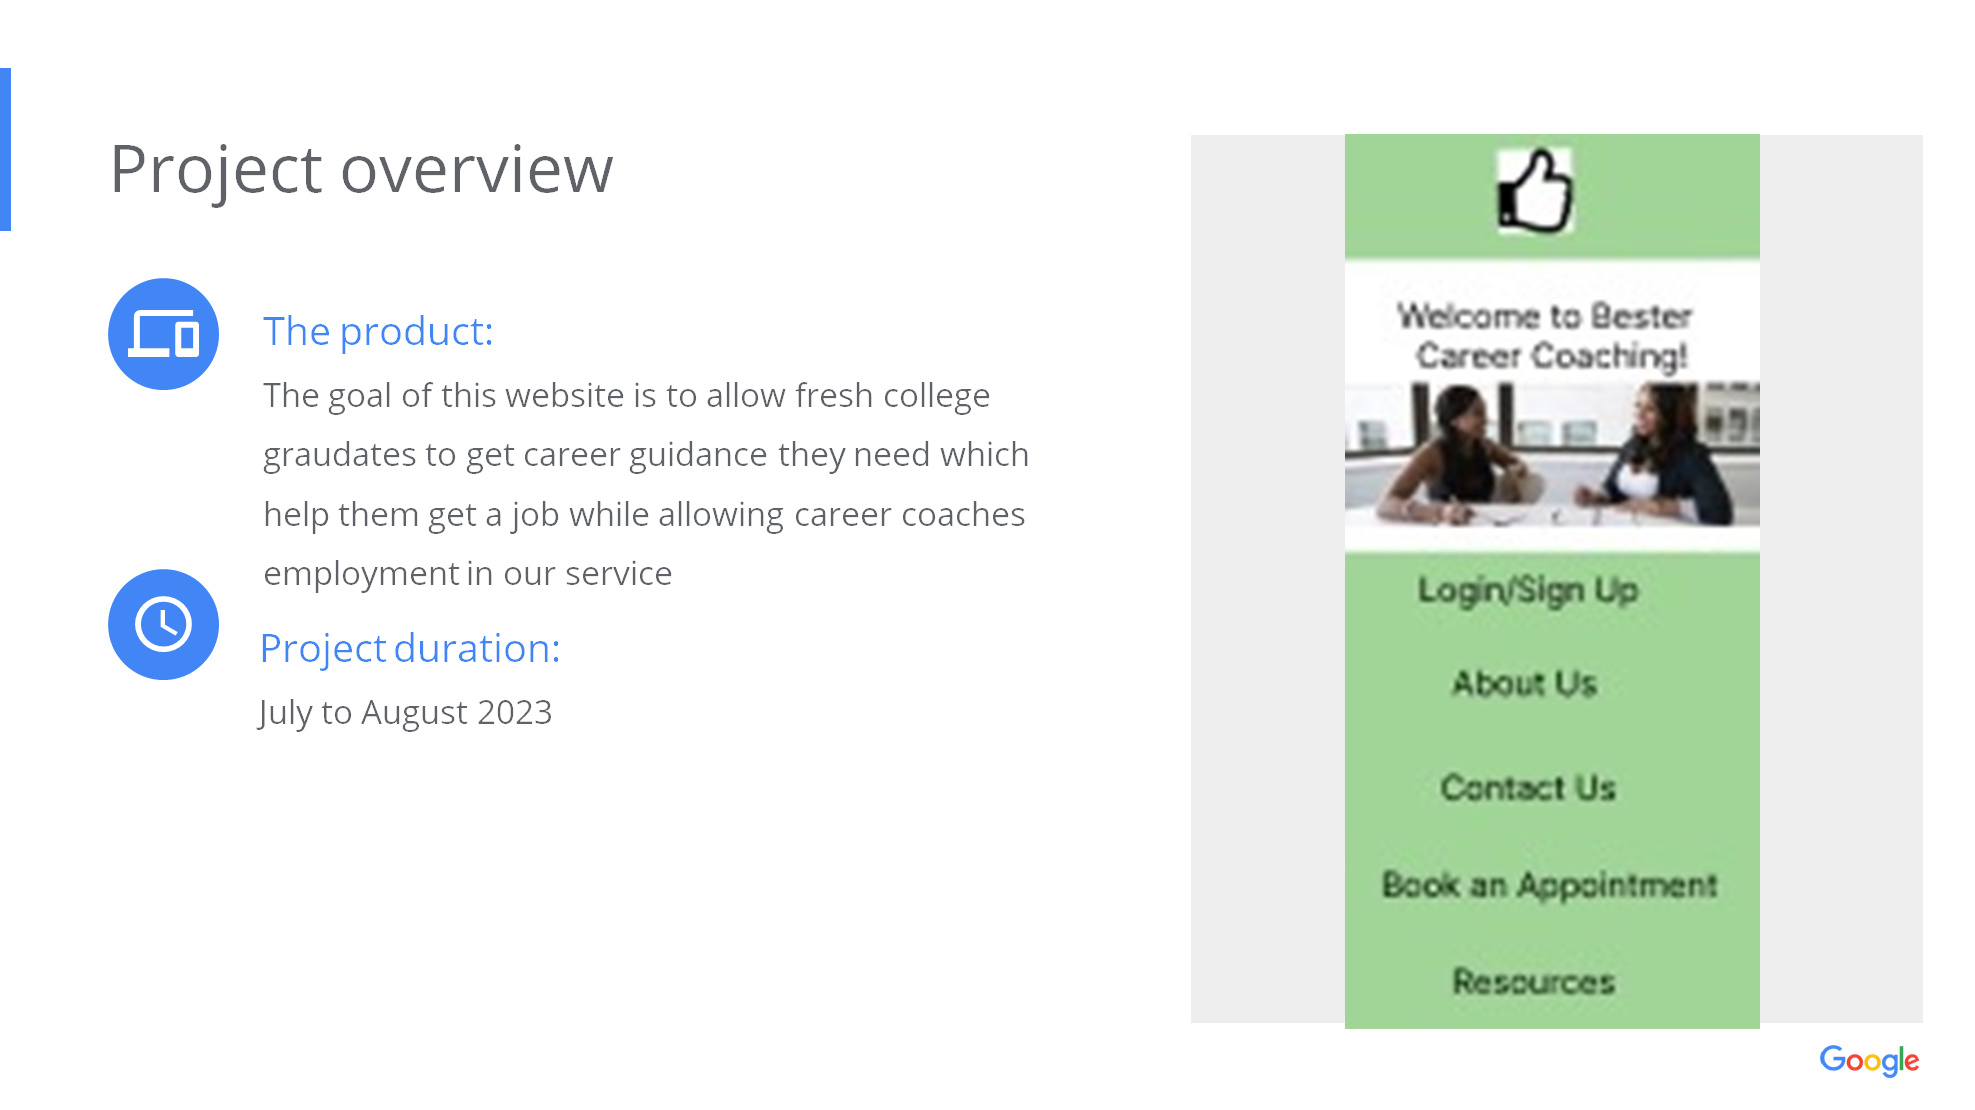 Project overview
The product:
The goal of this website is to allow fresh college
graudates to get career guidance they need which
help them get a job while allowing career coaches
employment in our service
Project duration:
July to August 2023
Welcome to Bester
Career Coaching!
Login/Sign Up
About Us
Contact Us
Book an Appointment
Resources
Google